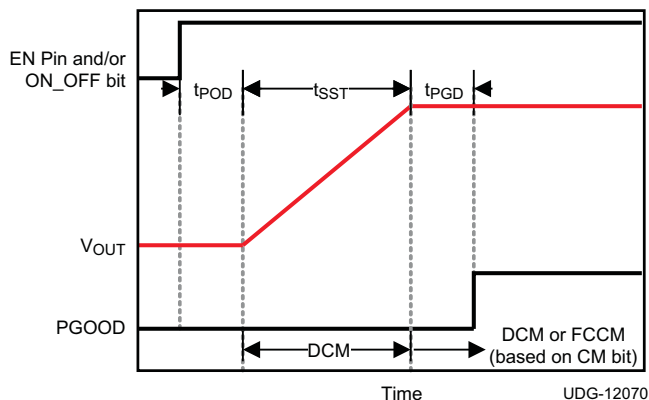 EN Pin and/or
ON_OFF bit
tPOD
tSST
tPGD
VOUT
PGOOD
DCM
DCM or FCCM
(based on CM bit)
Time
UDG-12070